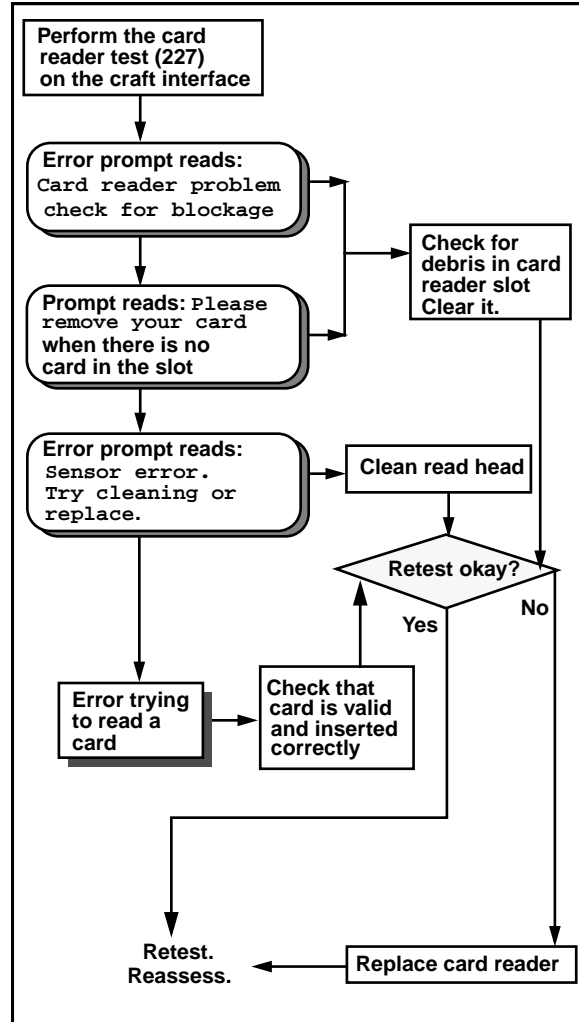 Perform the card
reader test (227)
on the craft interface
Error prompt reads:
Card reader problem
check for blockage
Check for
debris in card
reader slot
Clear it.
Prompt reads: Please
remove your card
when there is no
card in the slot
Error prompt reads:
Sensor error.
Try cleaning or
replace.
Clean read head
Retest okay?
Yes
No
Error trying
to read a
card
Check that
card is valid
and inserted
correctly
Retest.
Reassess.
Replace card reader